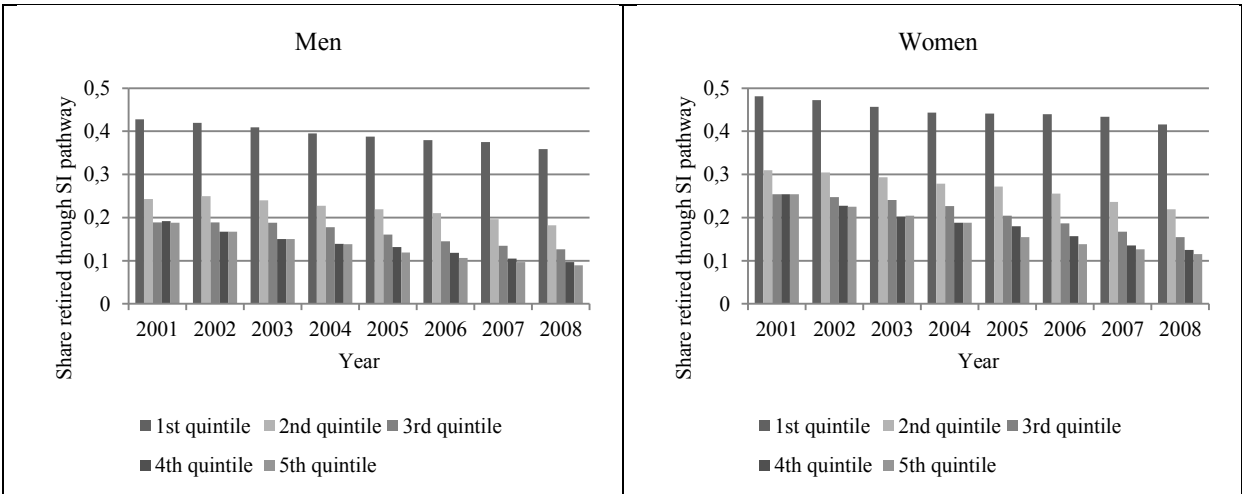 Men
Share retired through SI pathway
0,5
0,4
0,3
0,2
0,1
0
2001 2002 2003 2004 2005 2006 2007 2008
Year
1st quintile 2nd quintile 3rd quintile
4th quintile 5th quintile
Women
Share retired through SI pathway
0,5
0,4
0,3
0,2
0,1
0
2001 2002 2003 2004 2005 2006 2007 2008
Year
1st quintile 2nd quintile 3rd quintile
4th quintile 5th quintile